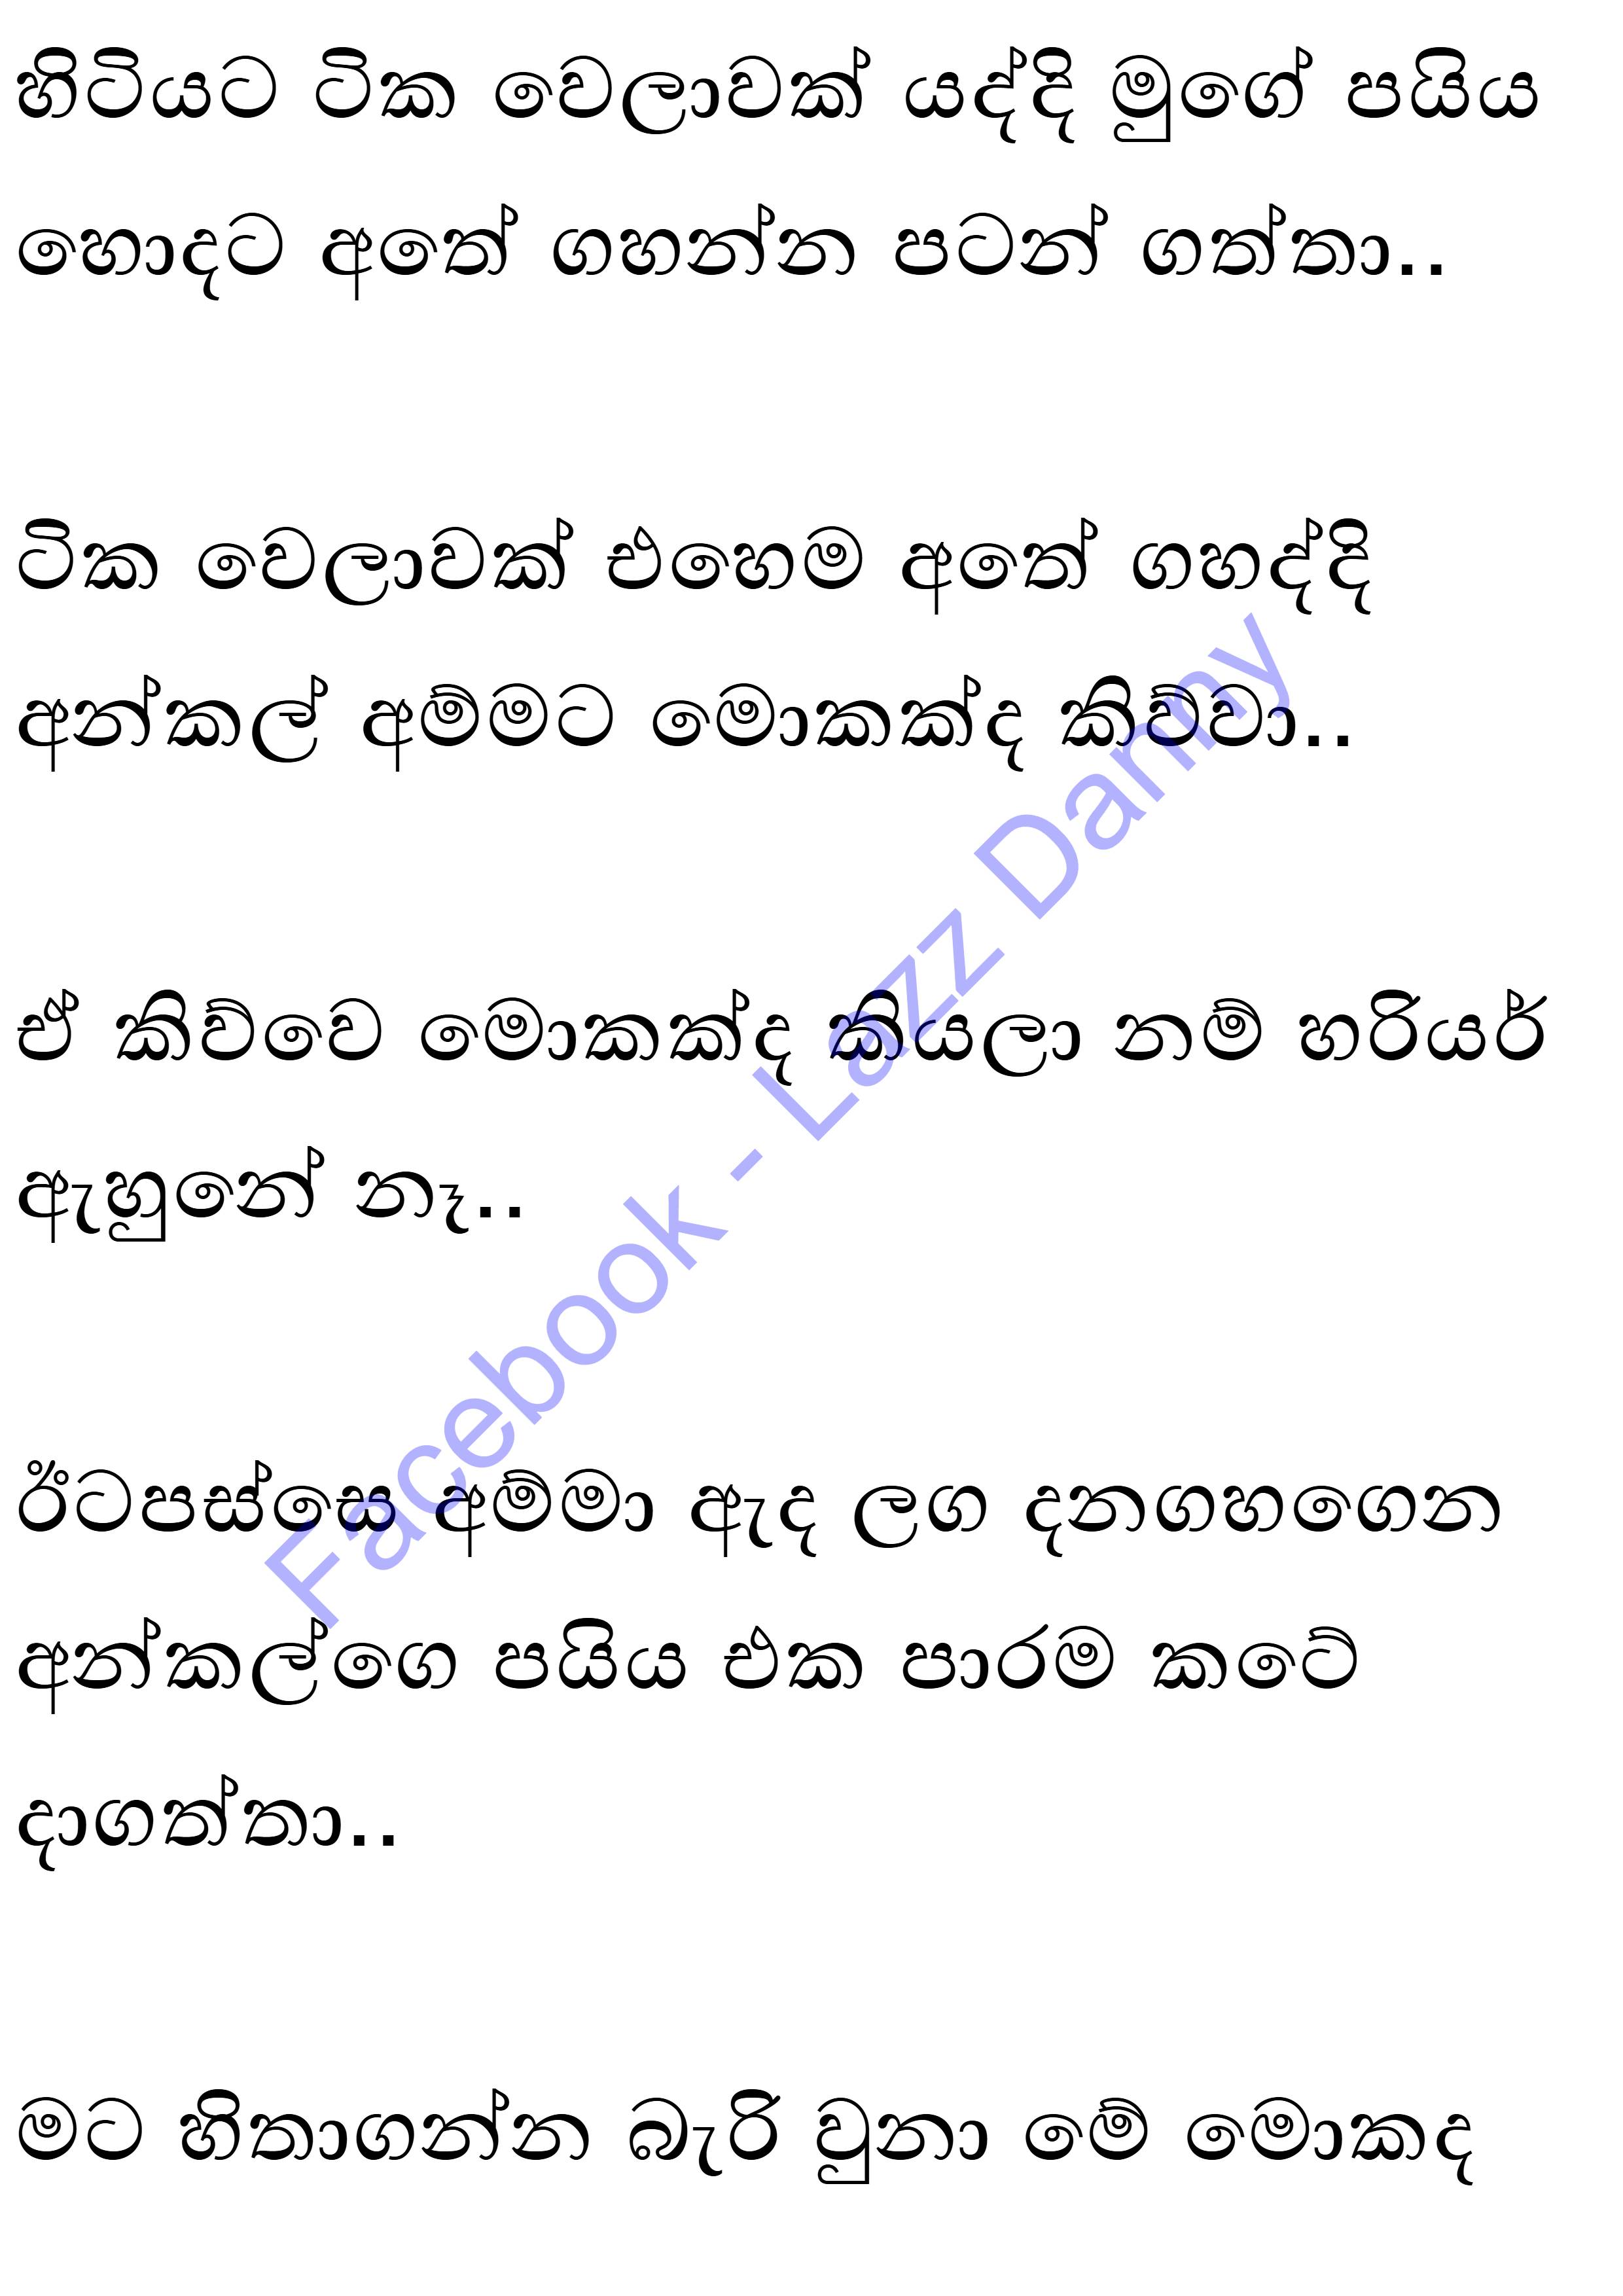 හිටියට ටික වෙලාවක් යද්දි මුගේ පයිය
හොදට අතේ ගහන්න පටන් ගත්තා..
ටික වෙලාවක් එහෙම අතේ ගහද්දි
අන්කල් අම්මට මොකක්ද කිව්වා..
ඒ කිව්වෙ මොකක්ද කියලා නම් හරියර්
ඇහුනේ නෑ..
ඊටපස්සෙ අම්මා ඇද ලග දනගහගෙන
අන්කල්ගෙ පයිය එක පාරම කටේ
දාගත්තා..
මට හිතාගන්න බැරි වුනා මේ මොකද
Facebook - Lazz Danny